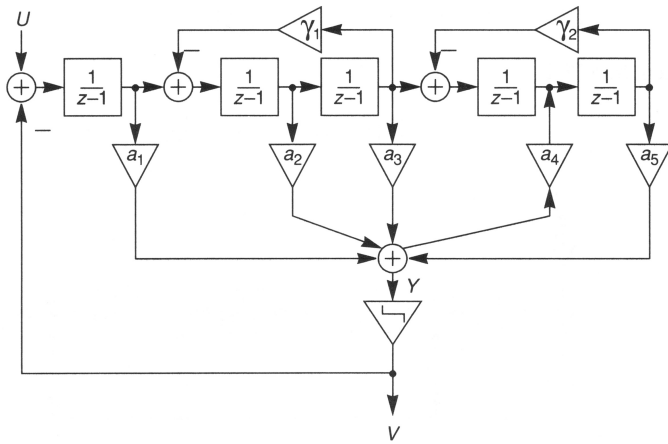 U
γ1
γ2
+
1
z–1
+
1
z–1
1
z–1
+
1
z–1
1
z–1
–
–
–
a1
a2
a3
a4
a5
+
Y
V